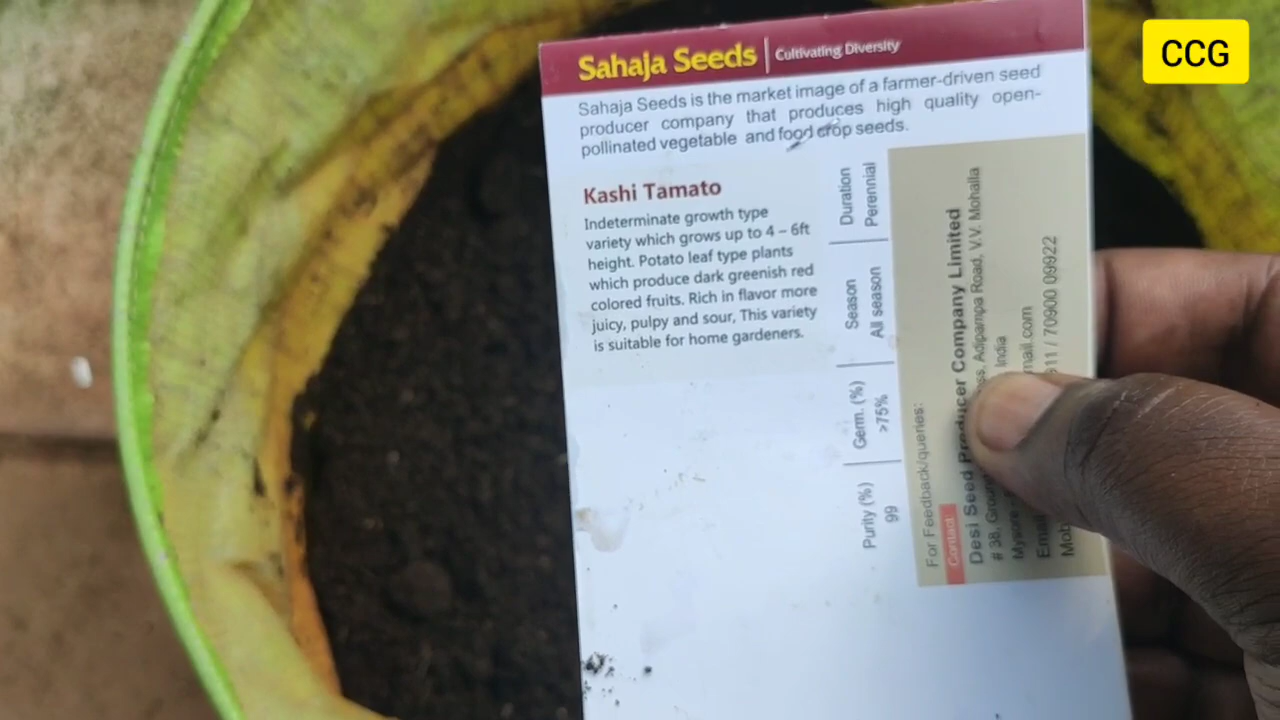 CCG
Sahaja Seeds | Cultivating Diversity
Sahaja Seeds is the market image of a farmer-driven seed
producer company that produces high quality open-
pollinated vegetable and food crop seeds.
Kashi Tamato
Indeterminate growth type
variety which grows up to 4 – 6ft
height. Potato leaf type plants
which produce dark greenish red
colored fruits. Rich in flavor more
juicy, pulpy and sour, This variety
is suitable for home gardeners.
Purity (%)
99
Germ. (%)
>75%
Season
All season
Duration
Perennial
For Feedback/queries:
Contact
Desi Seed Producer Company Limited
# 38, Adipampa Road, V.V. Mohalla
India
/ 70900 09922